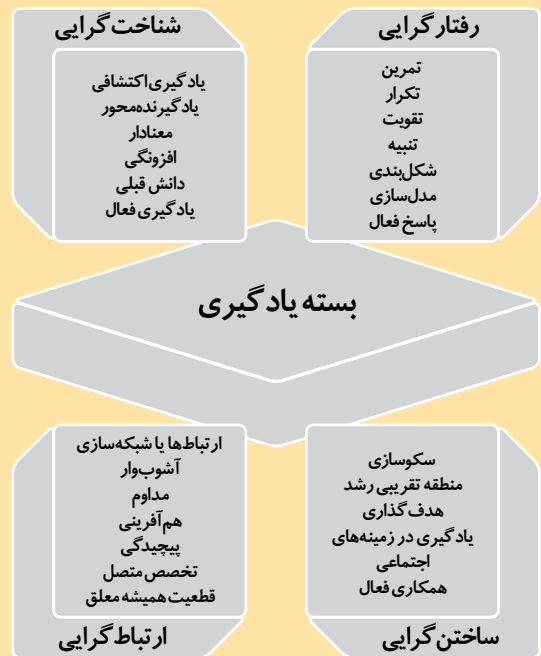 رفتارگرایی
تمرین
تکرار
تقویت
تنبیه
شکل‌بندی
مدل‌سازی
پاسخ فعال
شناخت‌گرایی
یادگیری اکتشافی
یادگیرنده‌محور
معنادار
افزونگی
دانش قبلی
یادگیری فعال
بسته یادگیری
سکوسازی
منطقه تقریبی رشد
هدف‌گذاری
یادگیری در زمینه‌های
اجتماعی
همکاری فعال
ساختن‌گرایی
ارتباط‌ها یا شبکه‌سازی
آشوب‌وار
مداوم
هم‌آفرینی
پیچیدگی
تخصص متصل
قطعیت همیشه معلق
ارتباط‌گرایی